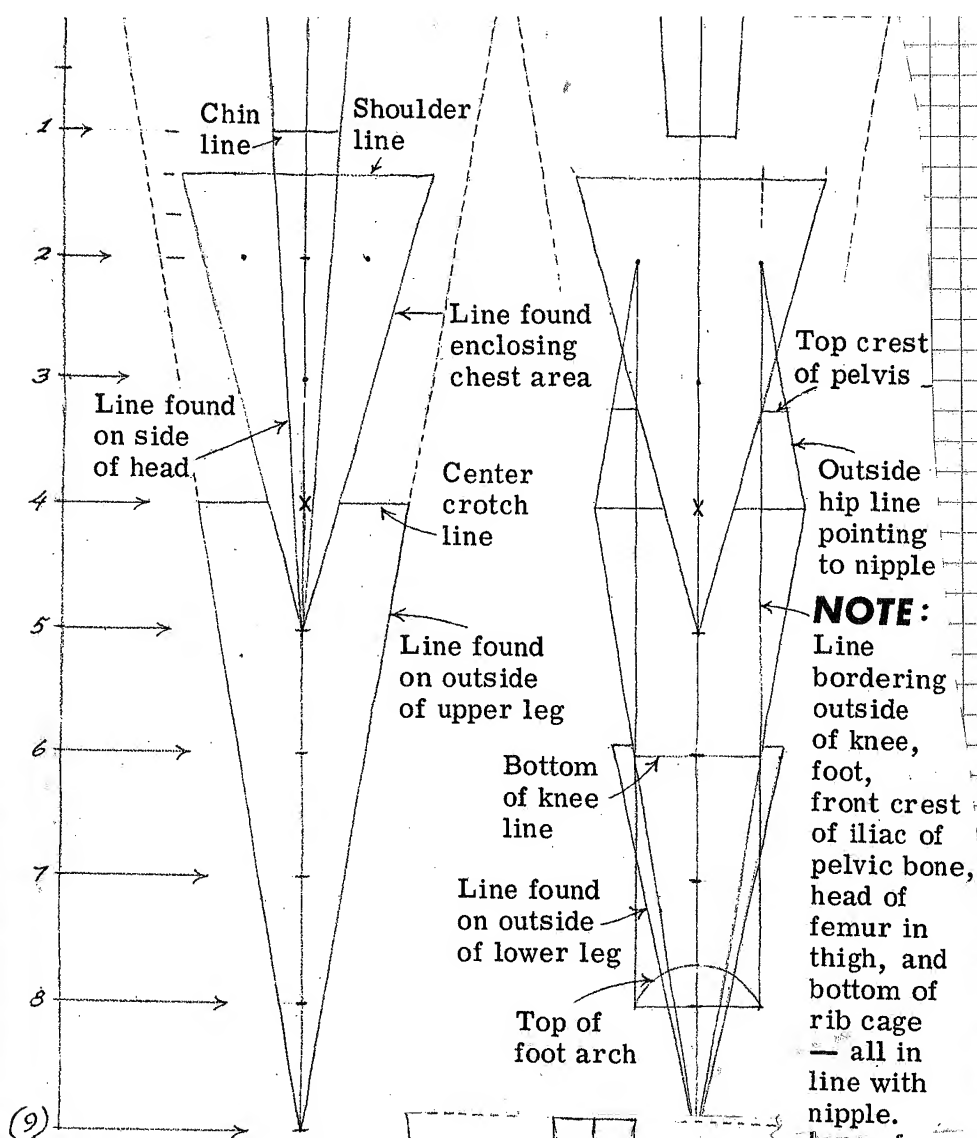 1
2
3
4
5
6
7
8
(9)
Chin
line
Shoulder
line
Line found
enclosing
chest area
Line found
on side
of head
Center
crotch
line
Line found
on outside
of upper leg
X
X
Top crest
of pelvis
Outside
hip line
pointing
to nipple
NOTE:
Line
bordering
outside
of knee,
foot,
front crest
of iliac of
pelvic bone,
head of
femur in
thigh, and
bottom of
rib cage
— all in
line with
nipple.
Bottom
of knee
line
Line found
on outside
of lower leg
Top of
foot arch